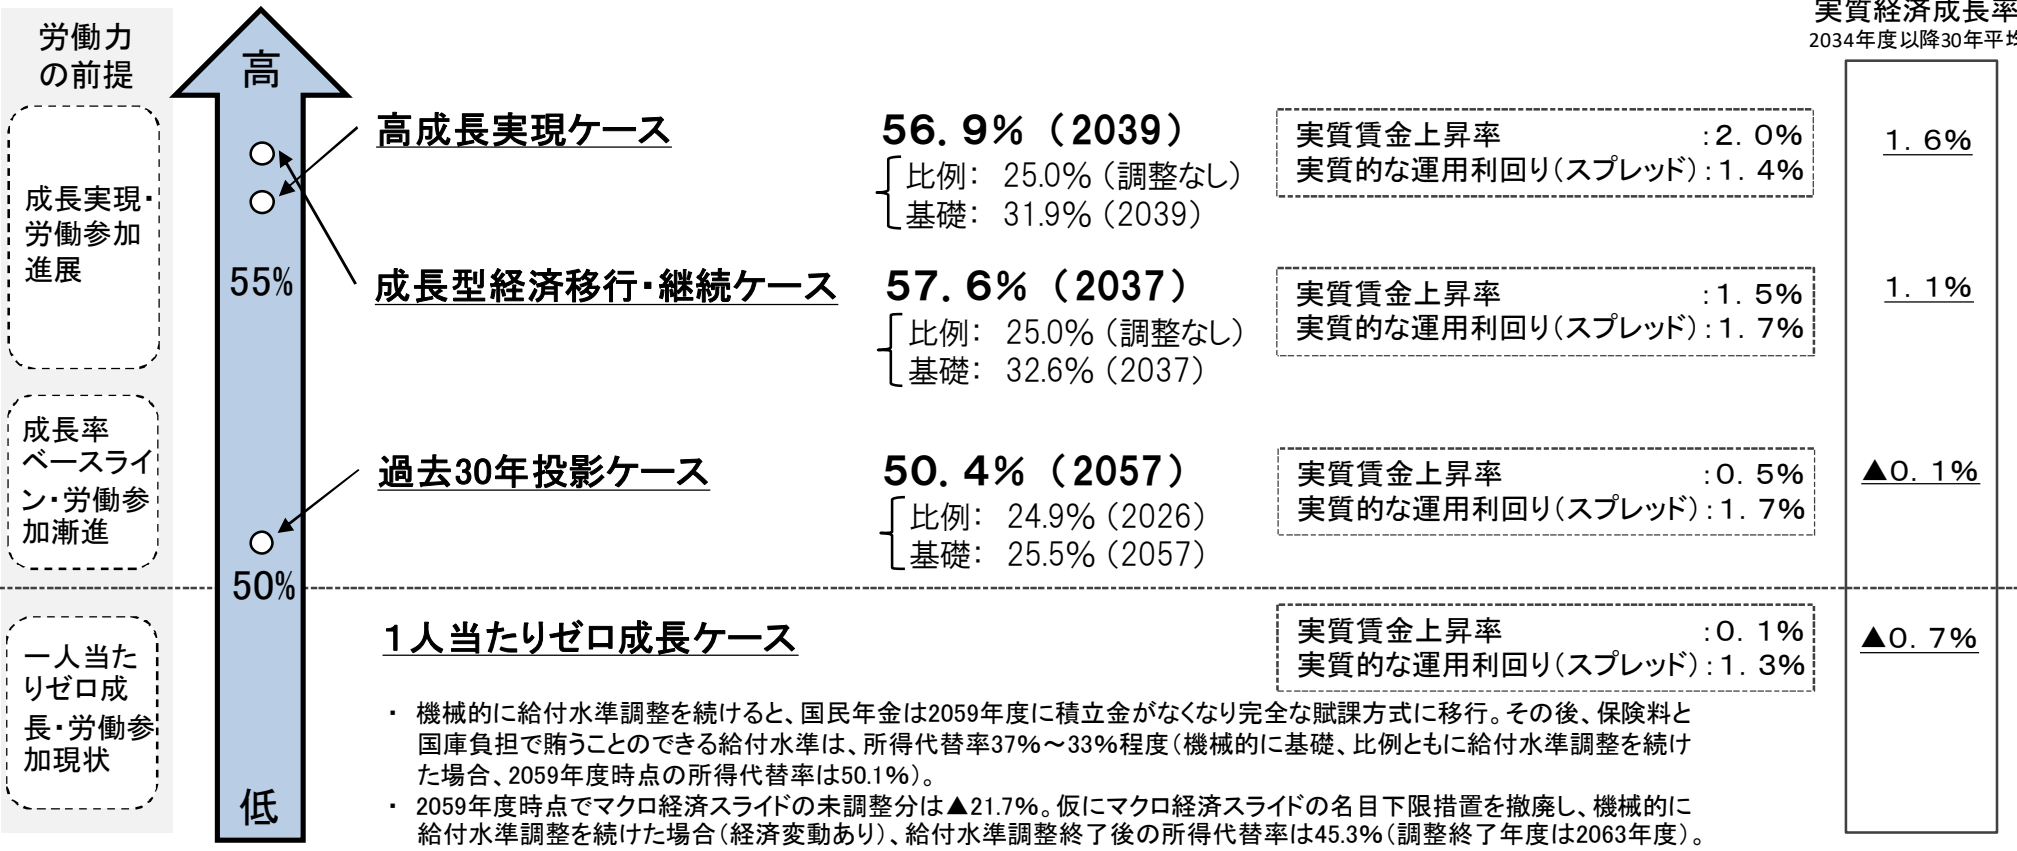 実質経済成長率
2034年度以降30年平均
労働力
の前提
高
成長実現・
労働参加
進展
55%
高成長実現ケース
56.9%（2039）
比例： 25.0%（調整なし）
基礎： 31.9%（2039）
実質賃金上昇率 :2.0%
実質的な運用利回り（スプレッド）:1.4%
1.6%
成長型経済移行・継続ケース
57.6%（2037）
比例： 25.0%（調整なし）
基礎： 32.6%（2037）
実質賃金上昇率 :1.5%
実質的な運用利回り（スプレッド）:1.7%
1.1%
成長率
ベースライ
ン・労働参
加漸進
過去30年投影ケース
50.4%（2057）
比例： 24.9%（2026）
基礎： 25.5%（2057）
実質賃金上昇率 :0.5%
実質的な運用利回り（スプレッド）:1.7%
▲0.1%
50%
一人当た
りゼロ成
長・労働参
加現状
1人当たりゼロ成長ケース
実質賃金上昇率 :0.1%
実質的な運用利回り（スプレッド）:1.3%
▲0.7%
・ 機械的に給付水準調整を続けると、国民年金は2059年度に積立金がなくなり完全な賦課方式に移行。その後、保険料と
国庫負担で賄うことのできる給付水準は、所得代替率37%～33%程度（機械的に基礎、比例ともに給付水準調整を続け
た場合、2059年度時点の所得代替率は50.1%）。
・ 2059年度時点でマクロ経済スライドの未調整分は▲21.7%。仮にマクロ経済スライドの名目下限措置を撤廃し、機械的に
給付水準調整を続けた場合（経済変動あり）、給付水準調整終了後の所得代替率は45.3%（調整終了年度は2063年度）。
低